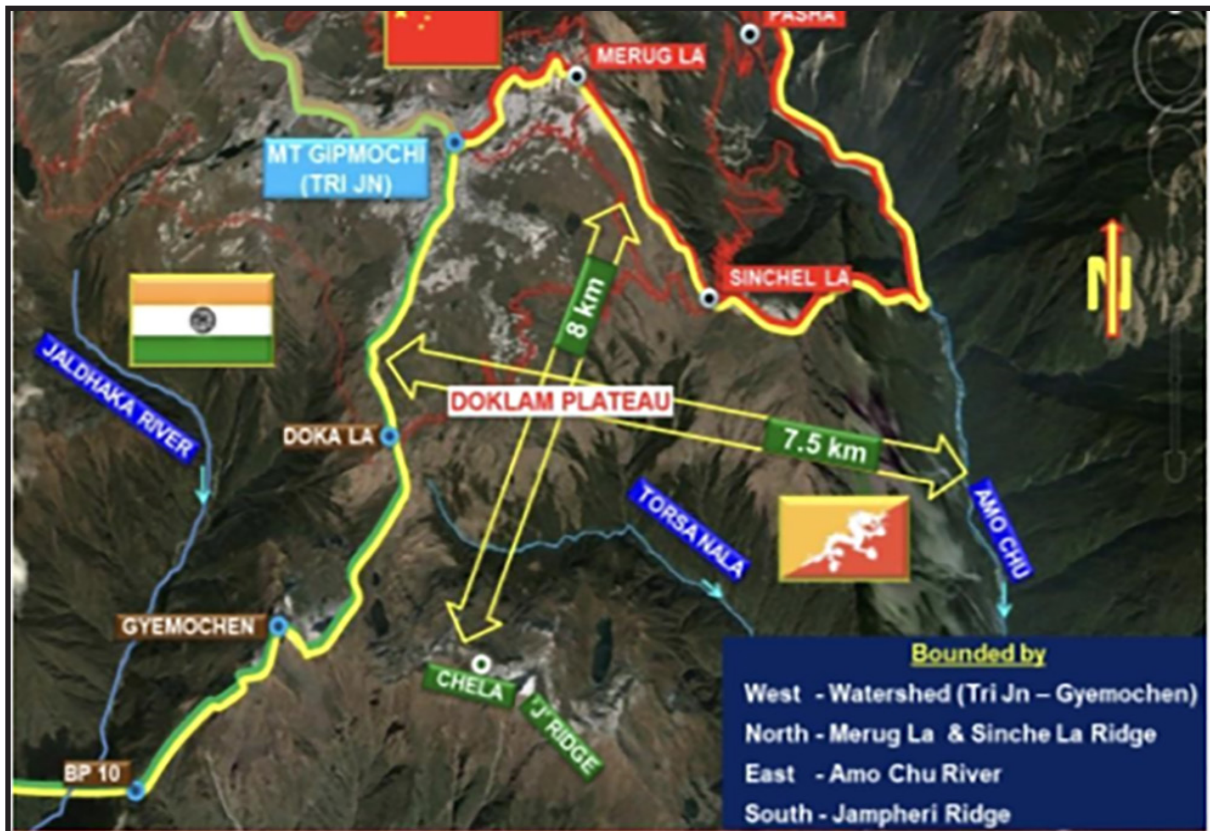 PASHA
MERUG LA
MT GIPMOCHI
(TRI JN)
SINCHEL LA
N
8 km
JALDHAKA RIVER
DOKLAM PLATEAU
DOKA LA
7.5 km
TORSA NALA
AMO CHU
GYEMOCHEN
CHELA
'J' RIDGE
BP 10
Bounded by
West - Watershed (Tri Jn – Gyemochen)
North - Merug La & Sinche La Ridge
East - Amo Chu River
South - Jampheri Ridge